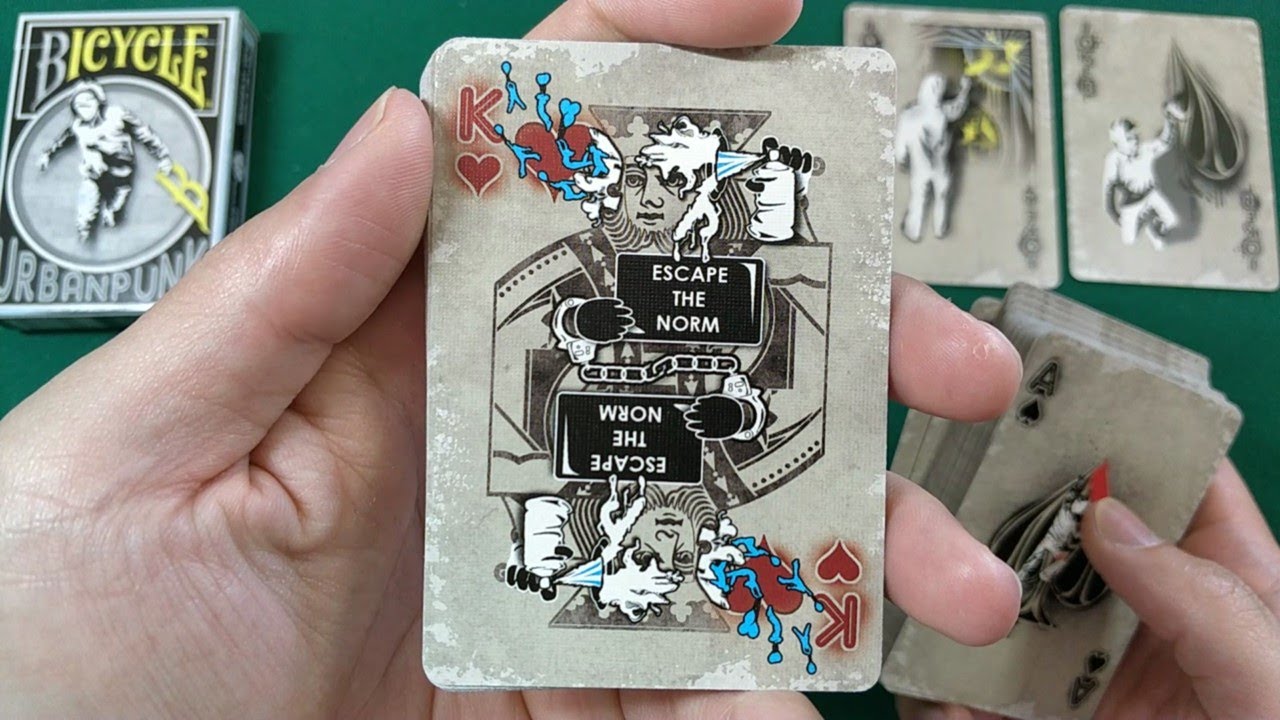 BICYCLE
B
URBANPUNK
K
ESCAPE
THE
NORM
ESCAPE
THE
NORM
K
A
A